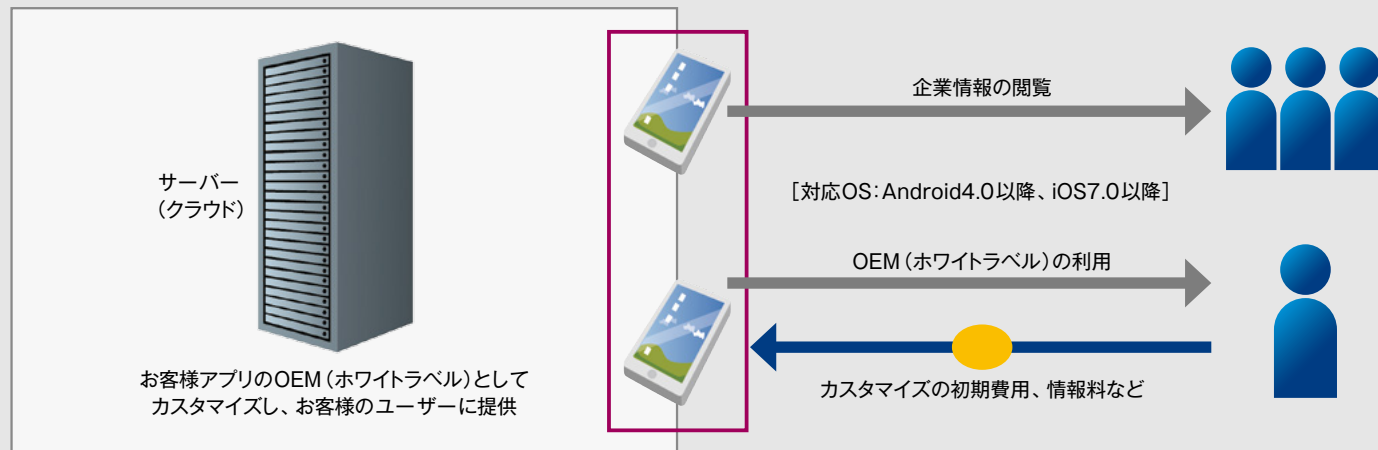 サーバー
(クラウド)
お客様アプリのOEM(ホワイトラベル)として
カスタマイズし、お客様のユーザーに提供
企業情報の閲覧
[対応OS:Android4.0以降、iOS7.0以降]
OEM(ホワイトラベル)の利用
カスタマイズの初期費用、情報料など